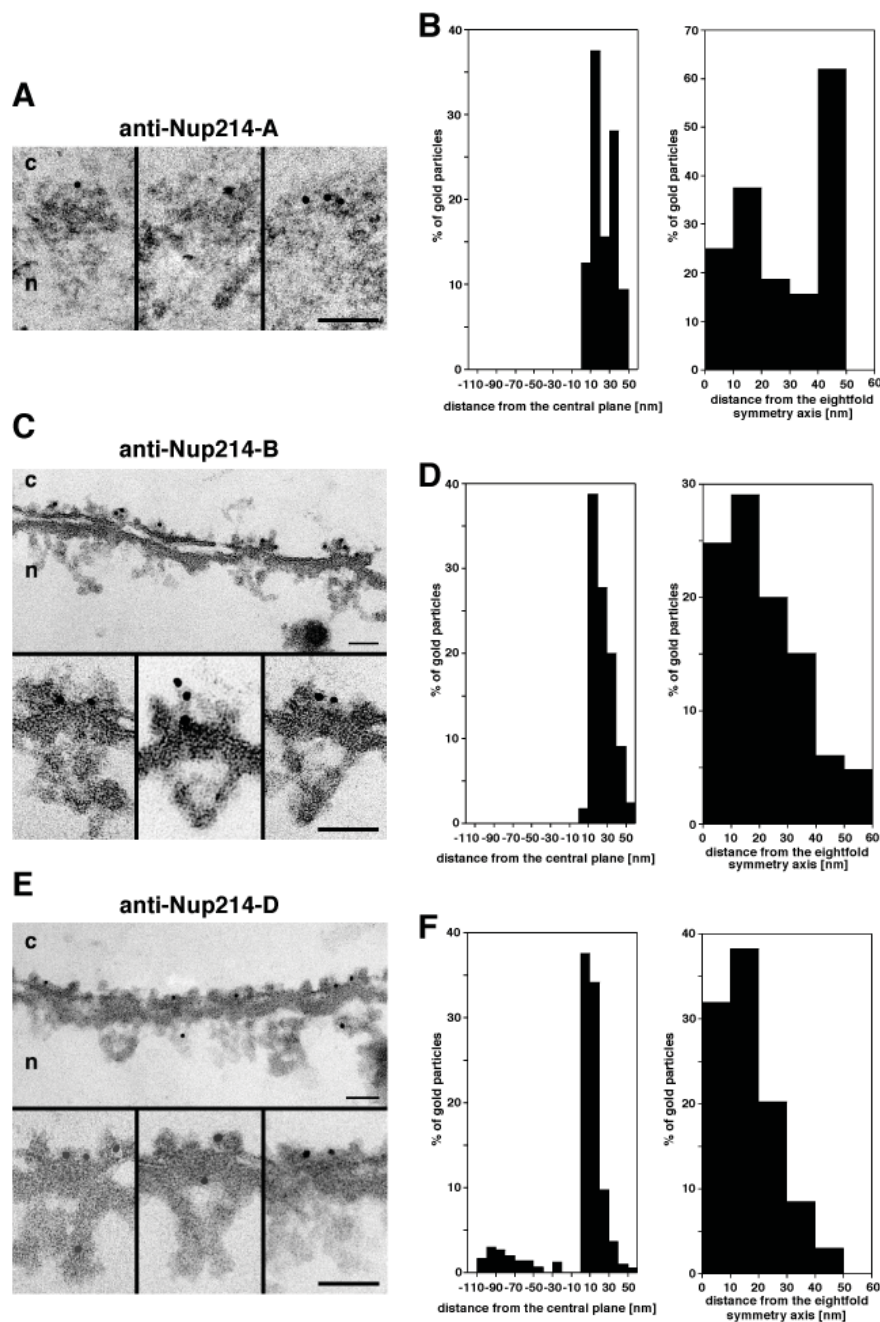 A
anti-Nup214-A
c
n
B
% of gold particles
40
30
20
10
0
-110-90 -70 -50 -30 -10 10 30 50
distance from the central plane [nm]
% of gold particles
70
60
50
40
30
20
10
0
0 10 20 30 40 50 60
distance from the eightfold
symmetry axis [nm]
C
anti-Nup214-B
c
n
D
% of gold particles
40
30
20
10
0
-110-90 -70 -50 -30 -10 10 30 50
distance from the central plane [nm]
% of gold particles
30
20
10
0
0 10 20 30 40 50 60
distance from the eightfold
symmetry axis [nm]
E
anti-Nup214-D
c
n
F
% of gold particles
40
30
20
10
0
-110-90 -70 -50 -30 -10 10 30 50
distance from the central plane [nm]
% of gold particles
40
30
20
10
0
0 10 20 30 40 50 60
distance from the eightfold
symmetry axis [nm]